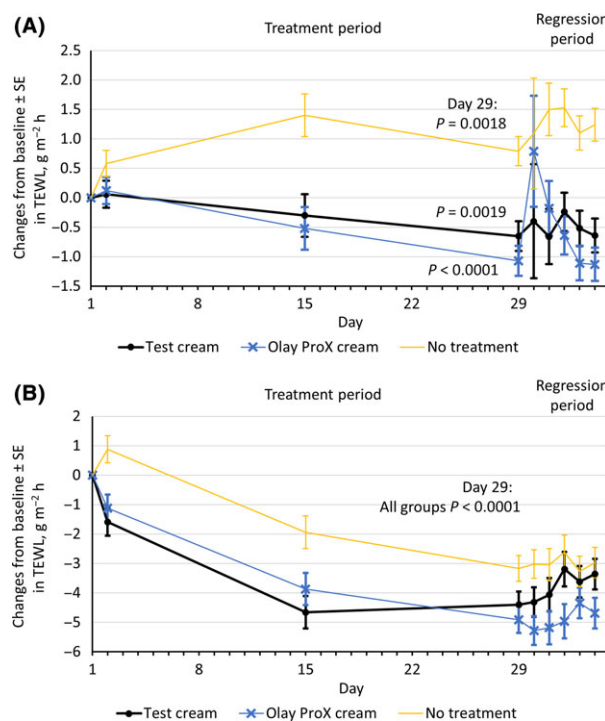 (A)
Treatment period
Regression
period
Changes from baseline ± SE
in TEWL, g m⁻² h
2.5
2.0
1.5
1.0
0.5
0.0
−0.5
−1.0
−1.5
Day 29:
P = 0.0018
P = 0.0019
P < 0.0001
1 8 15 22 29
Day
Test cream Olay ProX cream No treatment
(B)
Treatment period
Regression
period
Changes from baseline ± SE
in TEWL, g m⁻² h
2
1
0
−1
−2
−3
−4
−5
−6
Day 29:
All groups P < 0.0001
1 8 15 22 29
Day
Test cream Olay ProX cream No treatment